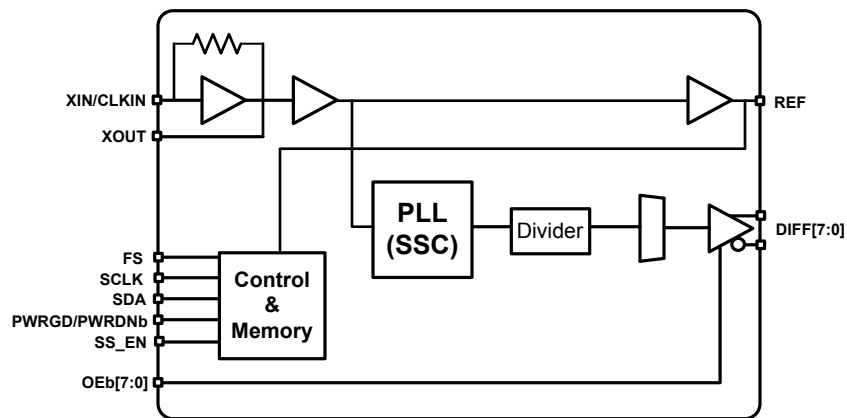 XIN/CLKIN
XOUT
REF
PLL
(SSC)
Divider
DIFF[7:0]
FS
SCLK
SDA
PWRGD/PWRDNb
SS_EN
Control
&
Memory
OEb[7:0]